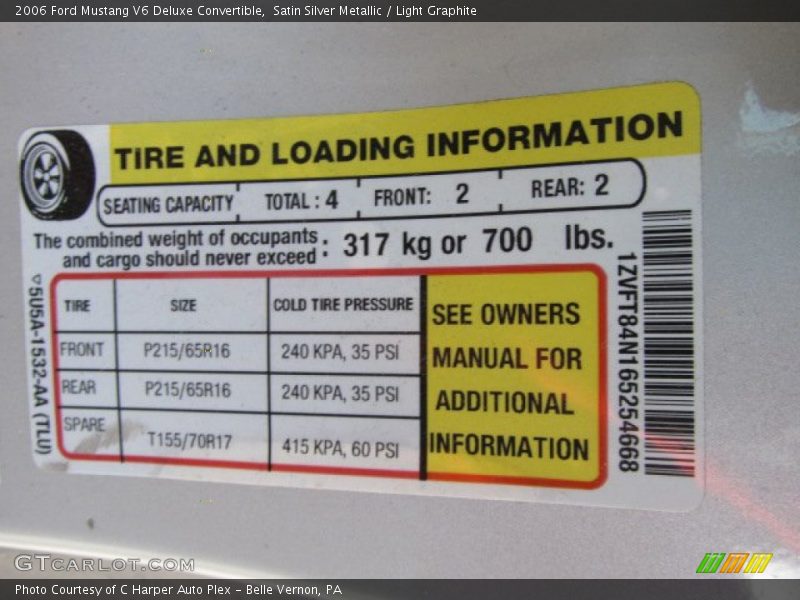 2006 Ford Mustang V6 Deluxe Convertible, Satin Silver Metallic / Light Graphite
TIRE AND LOADING INFORMATION
SEATING CAPACITY TOTAL : 4 FRONT: 2 REAR: 2
The combined weight of occupants
and cargo should never exceed : 317 kg or 700 lbs.
TIRE SIZE COLD TIRE PRESSURE
FRONT P215/65R16 240 KPA, 35 PSI
REAR P215/65R16 240 KPA, 35 PSI
SPARE T155/70R17 415 KPA, 60 PSI
SEE OWNERS
MANUAL FOR
ADDITIONAL
INFORMATION
5U5A-1532-AA (TLU)
1ZVFT84N165254668
GTCARLOT.COM
Photo Courtesy of C Harper Auto Plex - Belle Vernon, PA